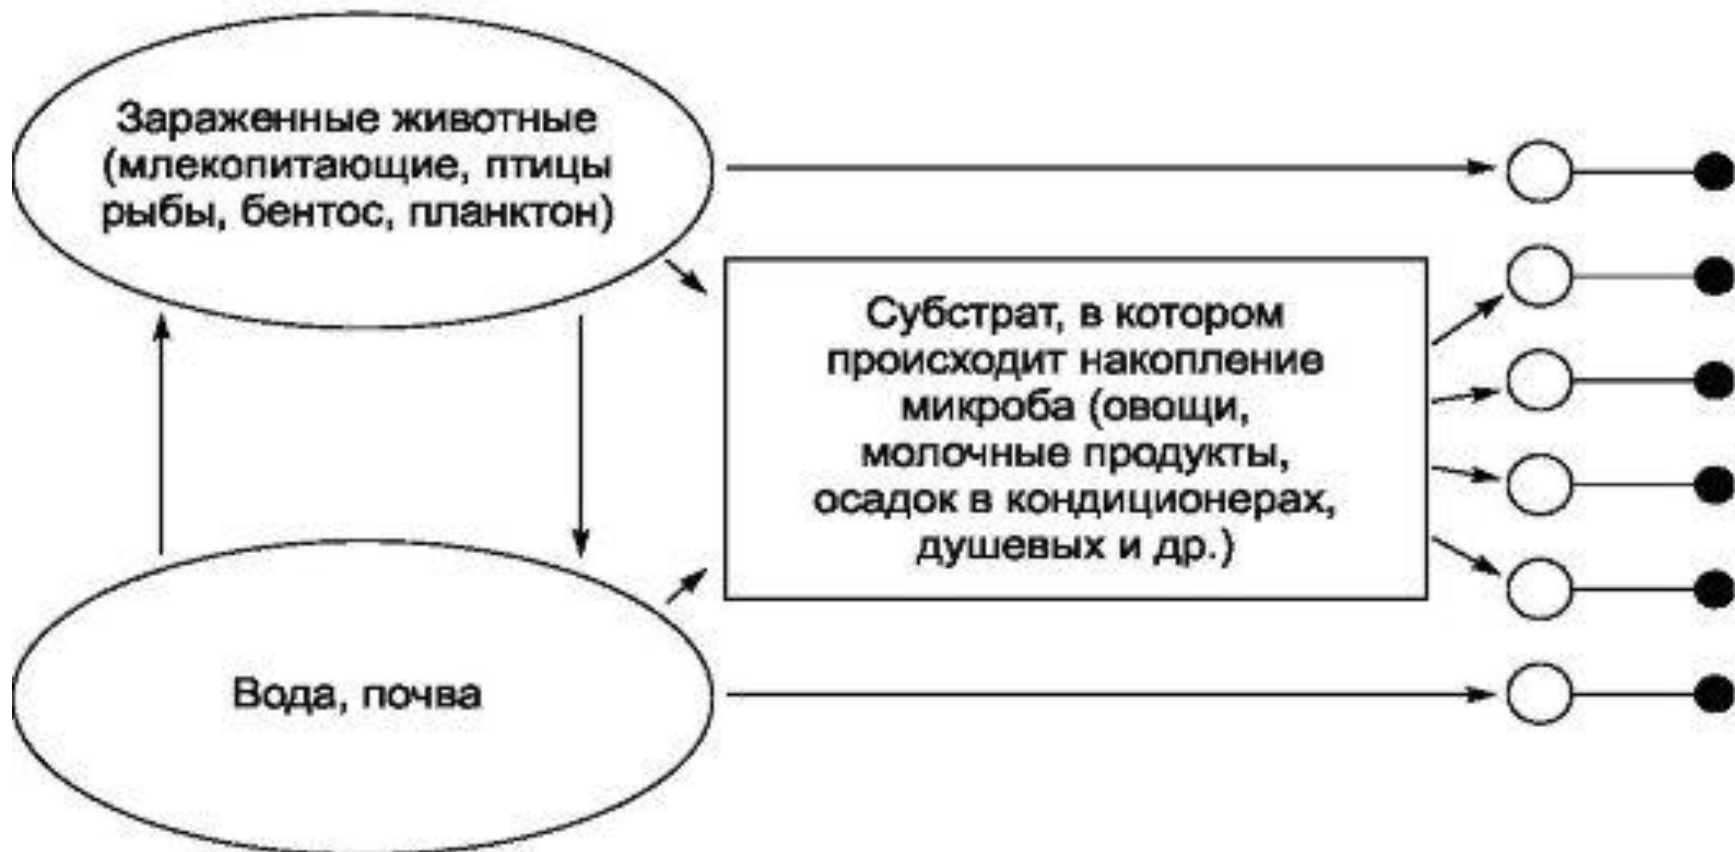 Зараженные животные
(млекопитающие, птицы
рыбы, бентос, планктон)
Субстрат, в котором
происходит накопление
микроба (овощи,
молочные продукты,
осадок в кондиционерах,
душевых и др.)
Вода, почва